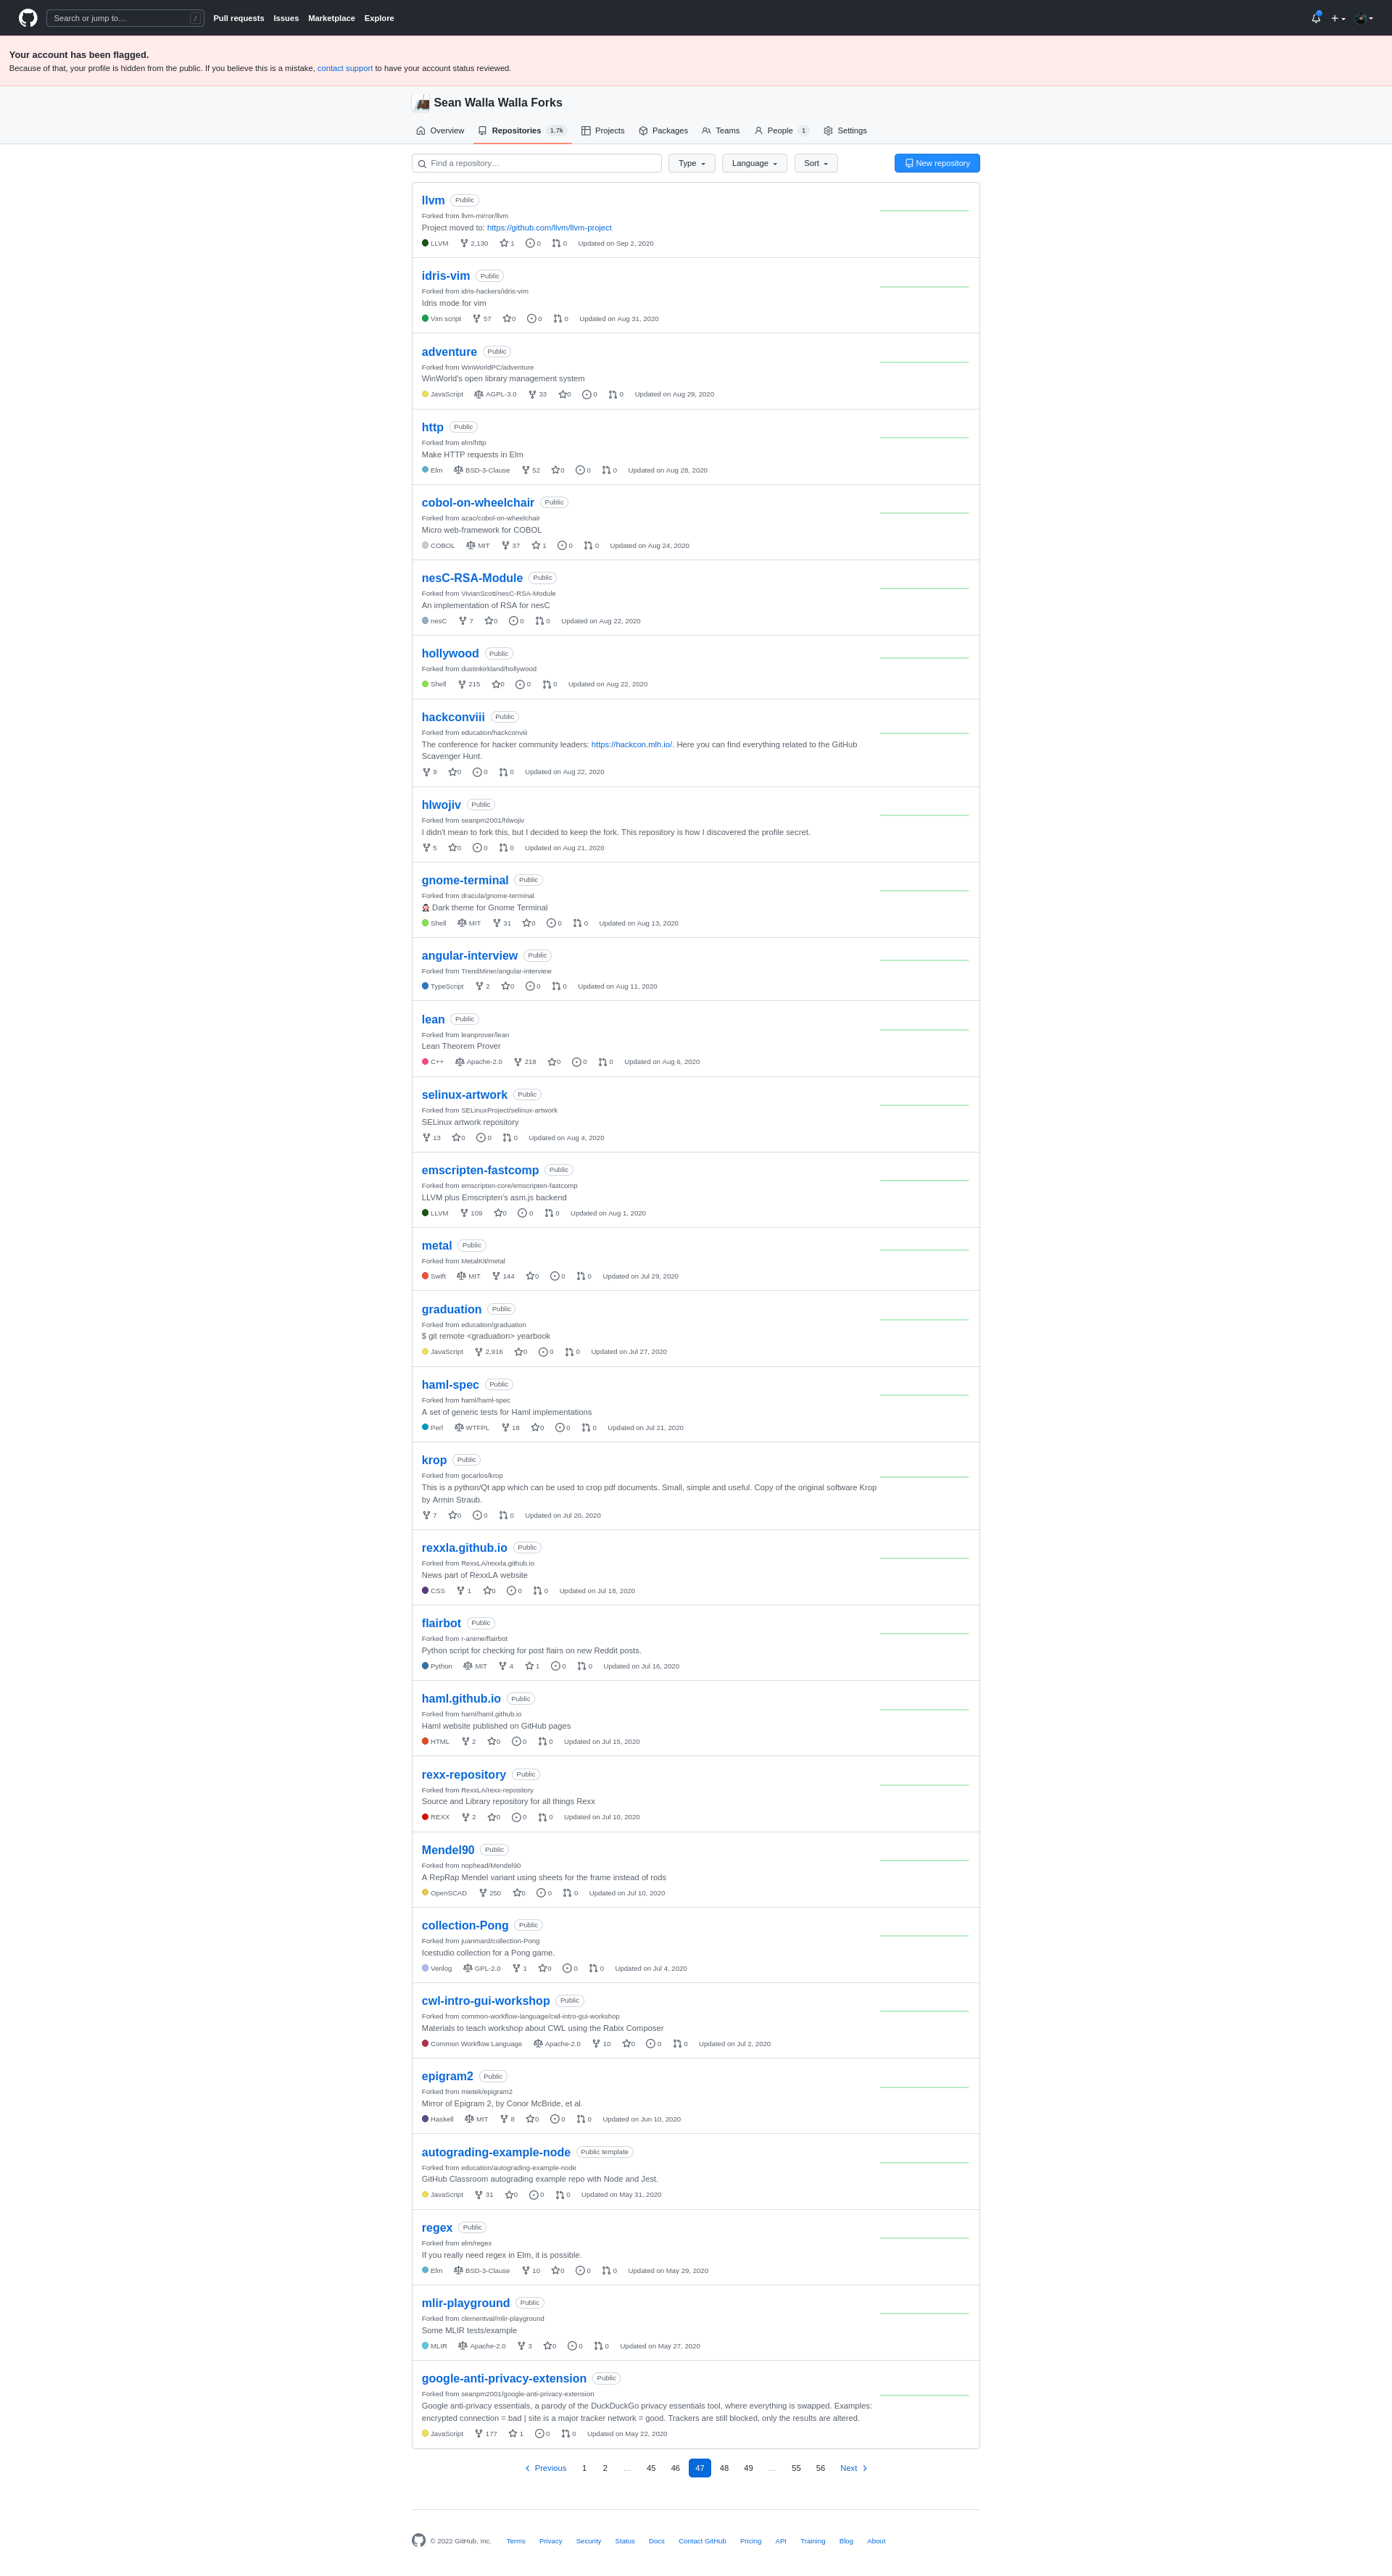 Search or jump to…
/
Pull requests Issues Marketplace Explore
Your account has been flagged.
Because of that, your profile is hidden from the public. If you believe this is a mistake, contact support to have your account status reviewed.
Sean Walla Walla Forks
Overview Repositories 1.7k Projects Packages Teams People 1 Settings
Find a repository… Type Language Sort New repository
llvm Public
Forked from llvm-mirror/llvm
Project moved to: https://github.com/llvm/llvm-project
LLVM 2,130 1 0 0 Updated on Sep 2, 2020
idris-vim Public
Forked from idris-hackers/idris-vim
Idris mode for vim
Vim script 57 0 0 0 Updated on Aug 31, 2020
adventure Public
Forked from WinWorldPC/adventure
WinWorld's open library management system
JavaScript AGPL-3.0 33 0 0 0 Updated on Aug 29, 2020
http Public
Forked from elm/http
Make HTTP requests in Elm
Elm BSD-3-Clause 52 0 0 0 Updated on Aug 28, 2020
cobol-on-wheelchair Public
Forked from azac/cobol-on-wheelchair
Micro web-framework for COBOL
COBOL MIT 37 1 0 0 Updated on Aug 24, 2020
nesC-RSA-Module Public
Forked from VivianScott/nesC-RSA-Module
An implementation of RSA for nesC
nesC 7 0 0 0 Updated on Aug 22, 2020
hollywood Public
Forked from dustinkirkland/hollywood
Shell 215 0 0 0 Updated on Aug 22, 2020
hackconviii Public
Forked from education/hackconviii
The conference for hacker community leaders: https://hackcon.mlh.io/. Here you can find everything related to the GitHub
Scavenger Hunt.
9 0 0 0 Updated on Aug 22, 2020
hlwojiv Public
Forked from seanpm2001/hlwojiv
I didn't mean to fork this, but I decided to keep the fork. This repository is how I discovered the profile secret.
5 0 0 0 Updated on Aug 21, 2020
gnome-terminal Public
Forked from dracula/gnome-terminal
🧛🏻 Dark theme for Gnome Terminal
Shell MIT 31 0 0 0 Updated on Aug 13, 2020
angular-interview Public
Forked from TrendMiner/angular-interview
TypeScript 2 0 0 0 Updated on Aug 11, 2020
lean Public
Forked from leanprover/lean
Lean Theorem Prover
C++ Apache-2.0 218 0 0 0 Updated on Aug 6, 2020
selinux-artwork Public
Forked from SELinuxProject/selinux-artwork
SELinux artwork repository
13 0 0 0 Updated on Aug 4, 2020
emscripten-fastcomp Public
Forked from emscripten-core/emscripten-fastcomp
LLVM plus Emscripten's asm.js backend
LLVM 109 0 0 0 Updated on Aug 1, 2020
metal Public
Forked from MetalKit/metal
Swift MIT 144 0 0 0 Updated on Jul 29, 2020
graduation Public
Forked from education/graduation
$ git remote <graduation> yearbook
JavaScript 2,916 0 0 0 Updated on Jul 27, 2020
haml-spec Public
Forked from haml/haml-spec
A set of generic tests for Haml implementations
Perl WTFPL 18 0 0 0 Updated on Jul 21, 2020
krop Public
Forked from gocarlos/krop
This is a python/Qt app which can be used to crop pdf documents. Small, simple and useful. Copy of the original software Krop
by Armin Straub.
7 0 0 0 Updated on Jul 20, 2020
rexxla.github.io Public
Forked from RexxLA/rexxla.github.io
News part of RexxLA website
CSS 1 0 0 0 Updated on Jul 18, 2020
flairbot Public
Forked from r-anime/flairbot
Python script for checking for post flairs on new Reddit posts.
Python MIT 4 1 0 0 Updated on Jul 16, 2020
haml.github.io Public
Forked from haml/haml.github.io
Haml website published on GitHub pages
HTML 2 0 0 0 Updated on Jul 15, 2020
rexx-repository Public
Forked from RexxLA/rexx-repository
Source and Library repository for all things Rexx
REXX 2 0 0 0 Updated on Jul 10, 2020
Mendel90 Public
Forked from nophead/Mendel90
A RepRap Mendel variant using sheets for the frame instead of rods
OpenSCAD 250 0 0 0 Updated on Jul 10, 2020
collection-Pong Public
Forked from juanmard/collection-Pong
Icestudio collection for a Pong game.
Verilog GPL-2.0 1 0 0 0 Updated on Jul 4, 2020
cwl-intro-gui-workshop Public
Forked from common-workflow-language/cwl-intro-gui-workshop
Materials to teach workshop about CWL using the Rabix Composer
Common Workflow Language Apache-2.0 10 0 0 0 Updated on Jul 2, 2020
epigram2 Public
Forked from mietek/epigram2
Mirror of Epigram 2, by Conor McBride, et al.
Haskell MIT 8 0 0 0 Updated on Jun 10, 2020
autograding-example-node Public template
Forked from education/autograding-example-node
GitHub Classroom autograding example repo with Node and Jest.
JavaScript 31 0 0 0 Updated on May 31, 2020
regex Public
Forked from elm/regex
If you really need regex in Elm, it is possible.
Elm BSD-3-Clause 10 0 0 0 Updated on May 29, 2020
mlir-playground Public
Forked from clementval/mlir-playground
Some MLIR tests/example
MLIR Apache-2.0 3 0 0 0 Updated on May 27, 2020
google-anti-privacy-extension Public
Forked from seanpm2001/google-anti-privacy-extension
Google anti-privacy essentials, a parody of the DuckDuckGo privacy essentials tool, where everything is swapped. Examples:
encrypted connection = bad | site is a major tracker network = good. Trackers are still blocked, only the results are altered.
JavaScript 177 1 0 0 Updated on May 22, 2020
Previous 1 2 … 45 46 47 48 49 … 55 56 Next
© 2022 GitHub, Inc. Terms Privacy Security Status Docs Contact GitHub Pricing API Training Blog About